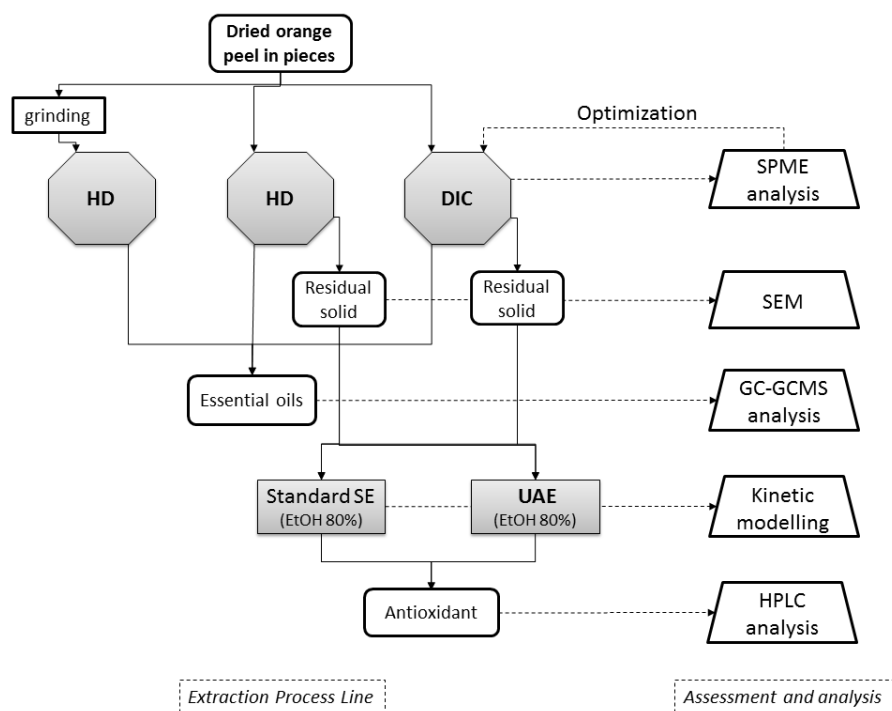 Dried orange
peel in pieces
grinding
Optimization
HD
HD
DIC
SPME
analysis
Residual
solid
Residual
solid
SEM
Essential oils
GC-GCMS
analysis
Standard SE
(EtOH 80%)
UAE
(EtOH 80%)
Kinetic
modelling
Antioxidant
HPLC
analysis
Extraction Process Line
Assessment and analysis